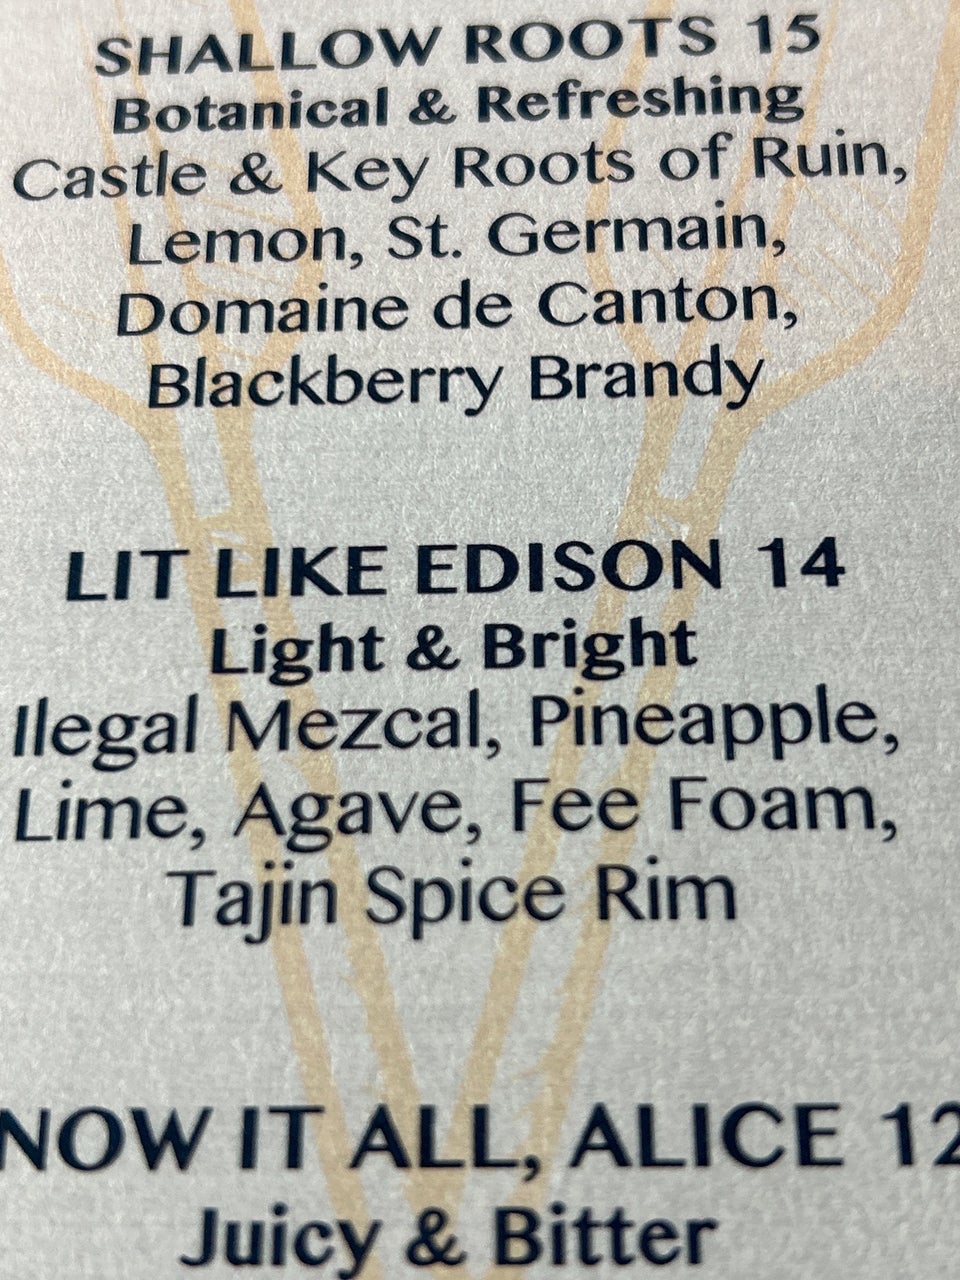 SHALLOW ROOTS 15
Botanical & Refreshing
Castle & Key Roots of Ruin,
Lemon, St. Germain,
Domaine de Canton,
Blackberry Brandy
LIT LIKE EDISON 14
Light & Bright
Ilegal Mezcal, Pineapple,
Lime, Agave, Fee Foam,
Tajin Spice Rim
NOW IT ALL, ALICE 12
Juicy & Bitter